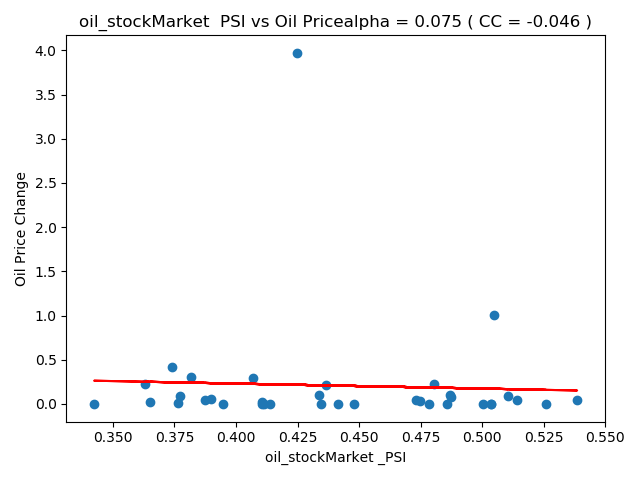 oil_stockMarket  PSI vs Oil Pricealpha = 0.075 ( CC = -0.046 )
4.0
3.5
3.0
2.5
2.0
1.5
1.0
0.5
0.0
Oil Price Change
0.350 0.375 0.400 0.425 0.450 0.475 0.500 0.525 0.550
oil_stockMarket _PSI